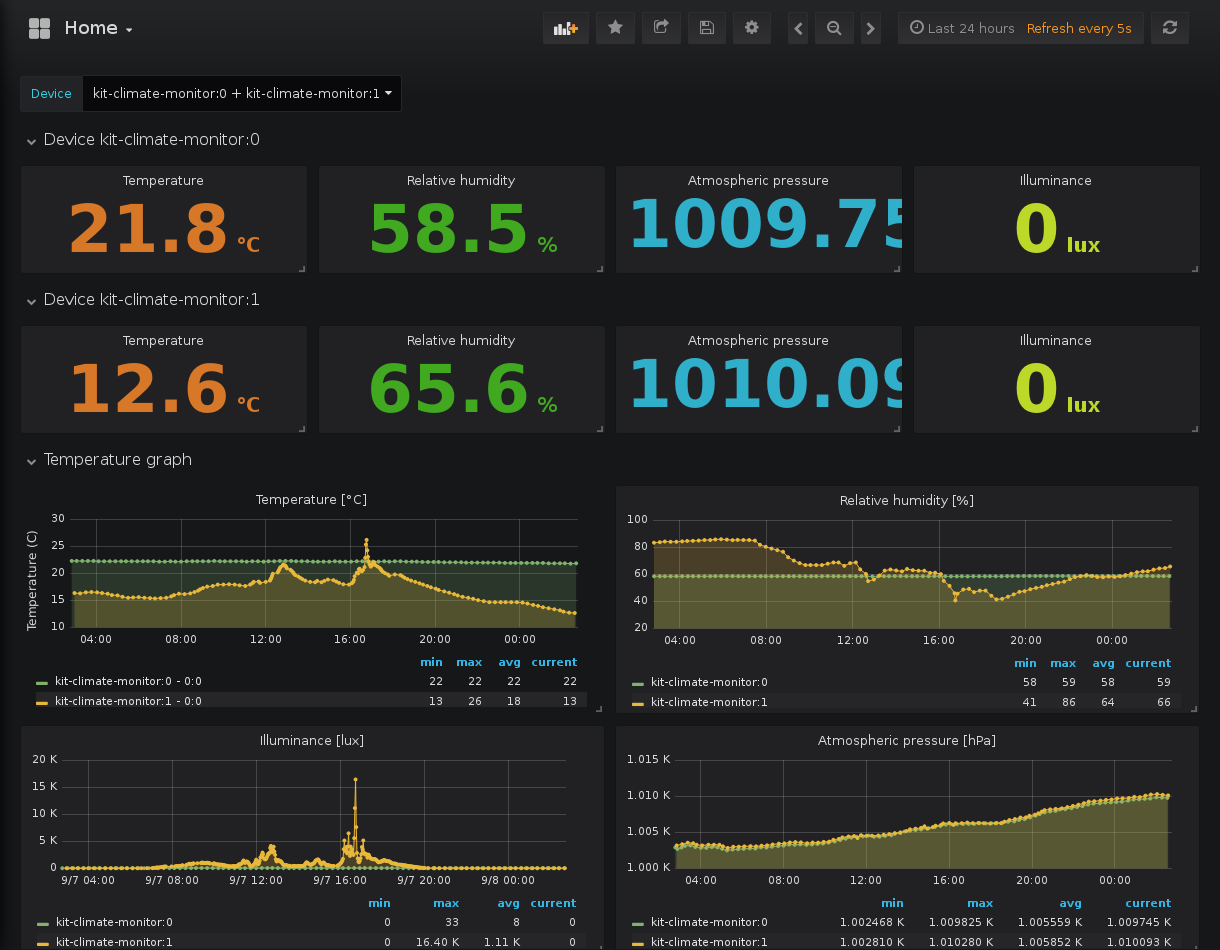 Home
Last 24 hours Refresh every 5s
Device kit-climate-monitor:0 + kit-climate-monitor:1
Device kit-climate-monitor:0
Temperature Relative humidity Atmospheric pressure Illuminance
21.8 °C 58.5 % 1009.75 0 lux
Device kit-climate-monitor:1
Temperature Relative humidity Atmospheric pressure Illuminance
12.6 °C 65.6 % 1010.09 0 lux
Temperature graph
Temperature [°C]
Temperature (C)
30
25
20
15
10
04:00 08:00 12:00 16:00 20:00 00:00
min max avg current
kit-climate-monitor:0 - 0:0 22 22 22 22
kit-climate-monitor:1 - 0:0 13 26 18 13
Relative humidity [%]
100
80
60
40
20
04:00 08:00 12:00 16:00 20:00 00:00
min max avg current
kit-climate-monitor:0 58 59 58 59
kit-climate-monitor:1 41 86 64 66
Illuminance [lux]
20 K
15 K
10 K
5 K
0
9/7 04:00 9/7 08:00 9/7 12:00 9/7 16:00 9/7 20:00 9/8 00:00
min max avg current
kit-climate-monitor:0 0 33 8 0
kit-climate-monitor:1 0 16.40 K 1.11 K 0
Atmospheric pressure [hPa]
1.015 K
1.010 K
1.005 K
1.000 K
04:00 08:00 12:00 16:00 20:00 00:00
min max avg current
kit-climate-monitor:0 1.002468 K 1.009825 K 1.005559 K 1.009745 K
kit-climate-monitor:1 1.002810 K 1.010280 K 1.005852 K 1.010093 K